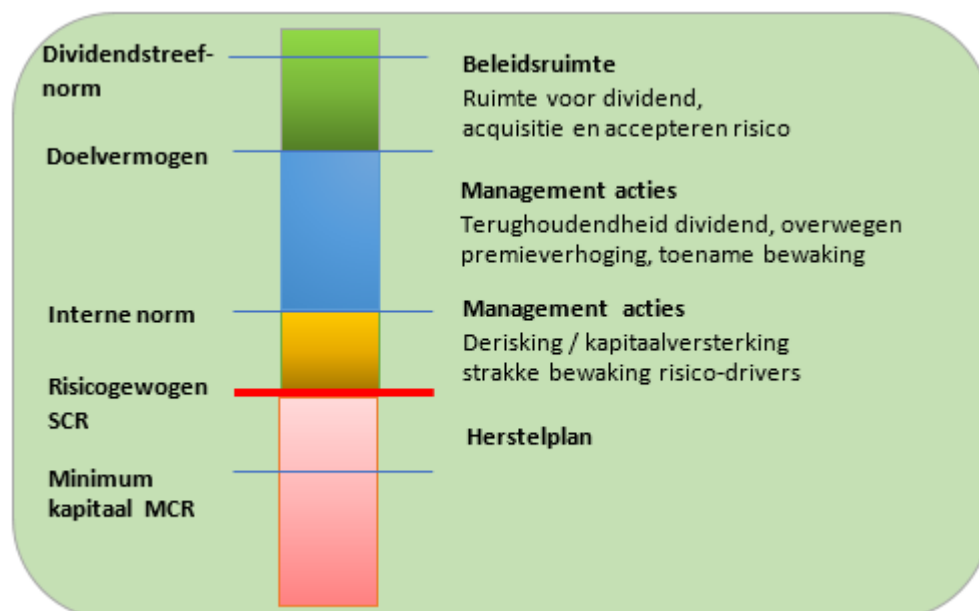 Dividendstreef-
norm
Beleidsruimte
Ruimte voor dividend,
acquisitie en accepteren risico
Doelvermogen
Management acties
Terughoudendheid dividend, overwegen
premieverhoging, toename bewaking
Interne norm
Management acties
Derisking / kapitaalversterking
strakke bewaking risico-drivers
Risicogewogen
SCR
Herstelplan
Minimum
kapitaal MCR